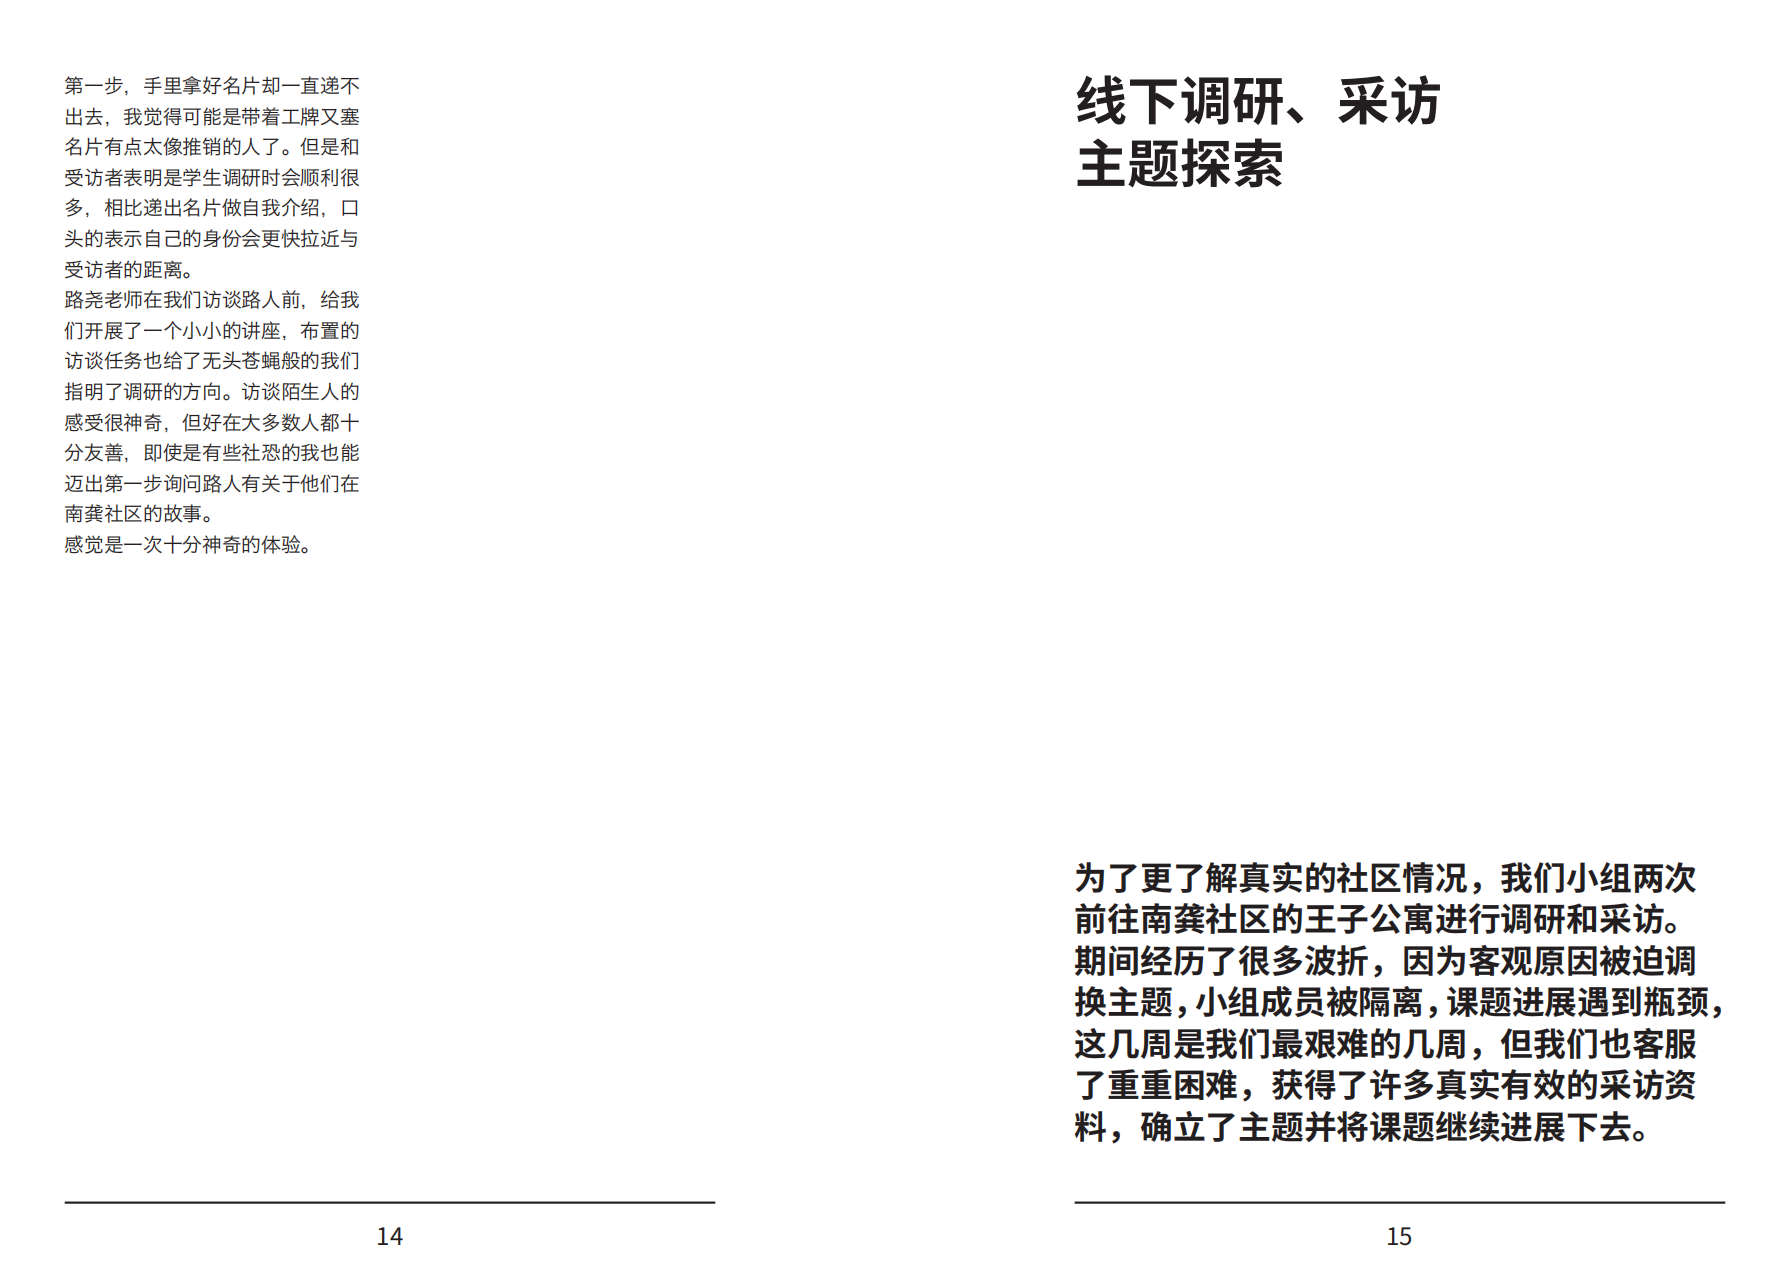 第一步，手里拿好名片却一直递不
出去，我觉得可能是带着工牌又塞
名片有点太像推销的人了。但是和
受访者表明是学生调研时会顺利很
多，相比递出名片做自我介绍，口
头的表示自己的身份会更快拉近与
受访者的距离。
路尧老师在我们访谈路人前，给我
们开展了一个小小的讲座，布置的
访谈任务也给了无头苍蝇般的我们
指明了调研的方向。访谈陌生人的
感受很神奇，但好在大多数人都十
分友善，即使是有些社恐的我也能
迈出第一步询问路人有关于他们在
南龚社区的故事。
感觉是一次十分神奇的体验。
14
线下调研、采访
主题探索
为了更了解真实的社区情况，我们小组两次
前往南龚社区的王子公寓进行调研和采访。
期间经历了很多波折，因为客观原因被迫调
换主题，小组成员被隔离，课题进展遇到瓶颈，
这几周是我们最艰难的几周，但我们也客服
了重重困难，获得了许多真实有效的采访资
料，确立了主题并将课题继续进展下去。
15